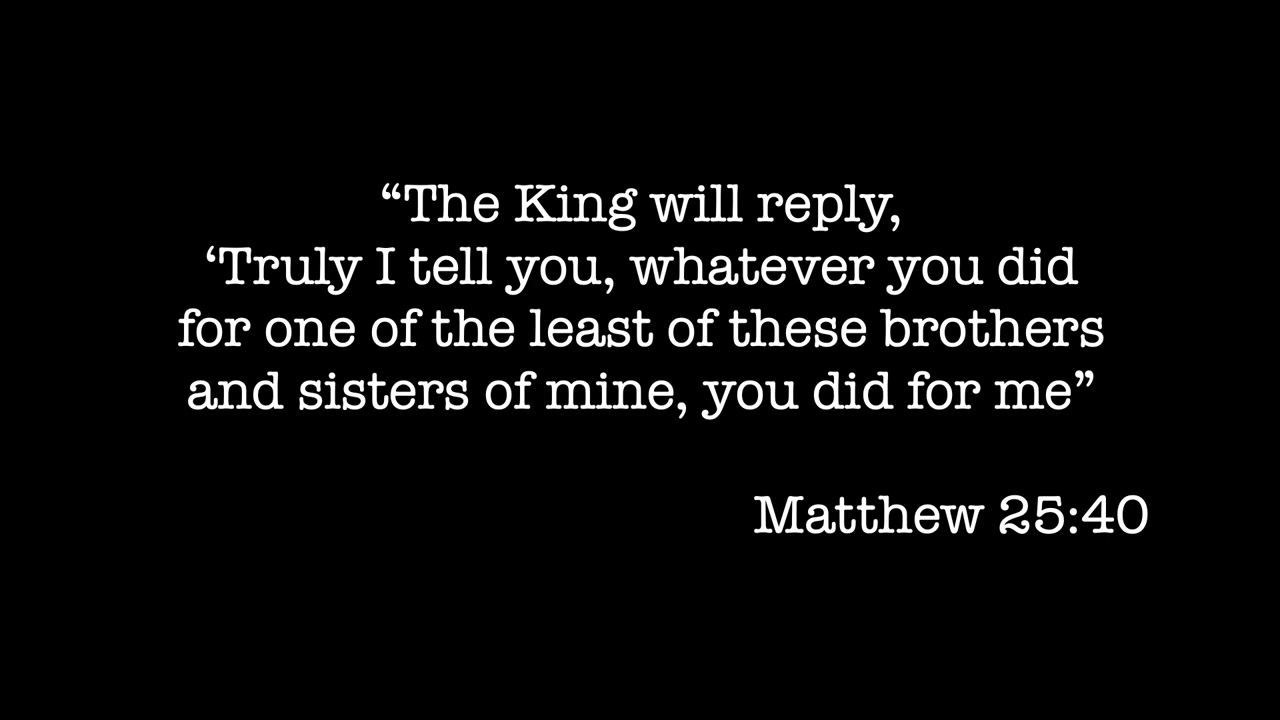 “The King will reply,
‘Truly I tell you, whatever you did
for one of the least of these brothers
and sisters of mine, you did for me”
Matthew 25:40